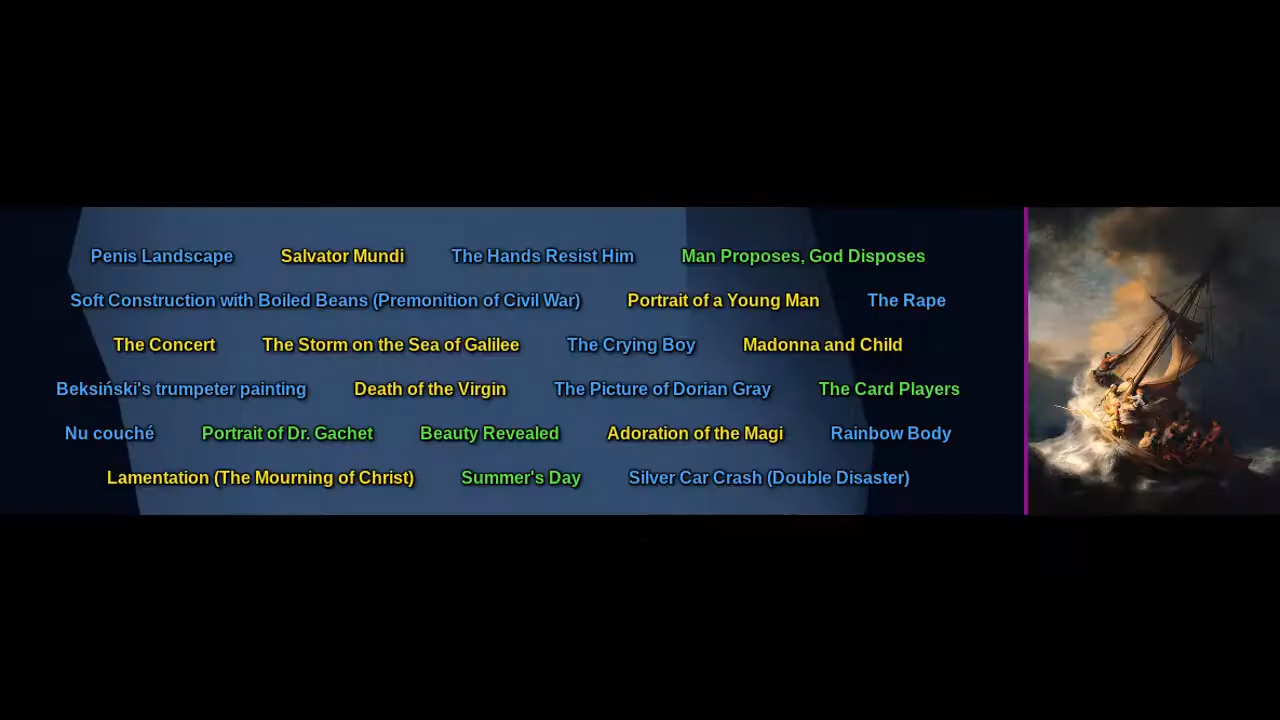 Penis Landscape Salvator Mundi The Hands Resist Him Man Proposes, God Disposes
Soft Construction with Boiled Beans (Premonition of Civil War) Portrait of a Young Man The Rape
The Concert The Storm on the Sea of Galilee The Crying Boy Madonna and Child
Beksiński's trumpeter painting Death of the Virgin The Picture of Dorian Gray The Card Players
Nu couché Portrait of Dr. Gachet Beauty Revealed Adoration of the Magi Rainbow Body
Lamentation (The Mourning of Christ) Summer's Day Silver Car Crash (Double Disaster)